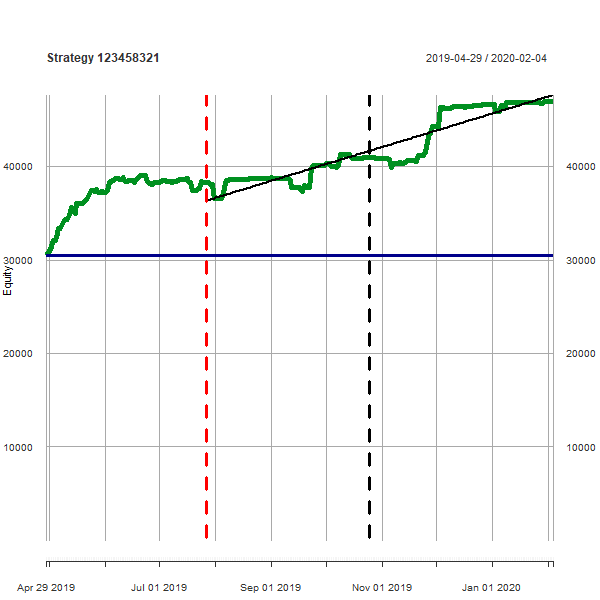 Strategy 123458321
2019-04-29 / 2020-02-04
40000 40000
30000 30000
Equity
20000 20000
10000 10000
Apr 29 2019 Jul 01 2019 Sep 01 2019 Nov 01 2019 Jan 01 2020